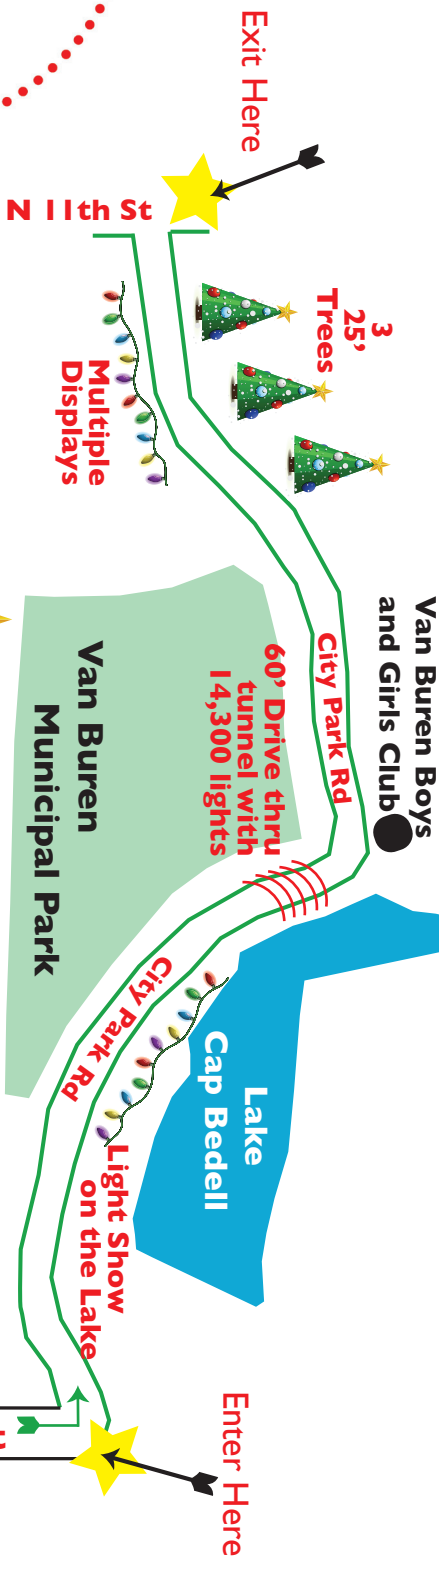 Exit Here
N 11th St
3
25'
Trees
Multiple
Displays
Van Buren Boys
and Girls Club
City Park Rd
60' Drive thru
tunnel with
14,300 lights
Van Buren
Municipal Park
City Park Rd
Lake
Cap Bedell
Light Show
on the Lake
Enter Here